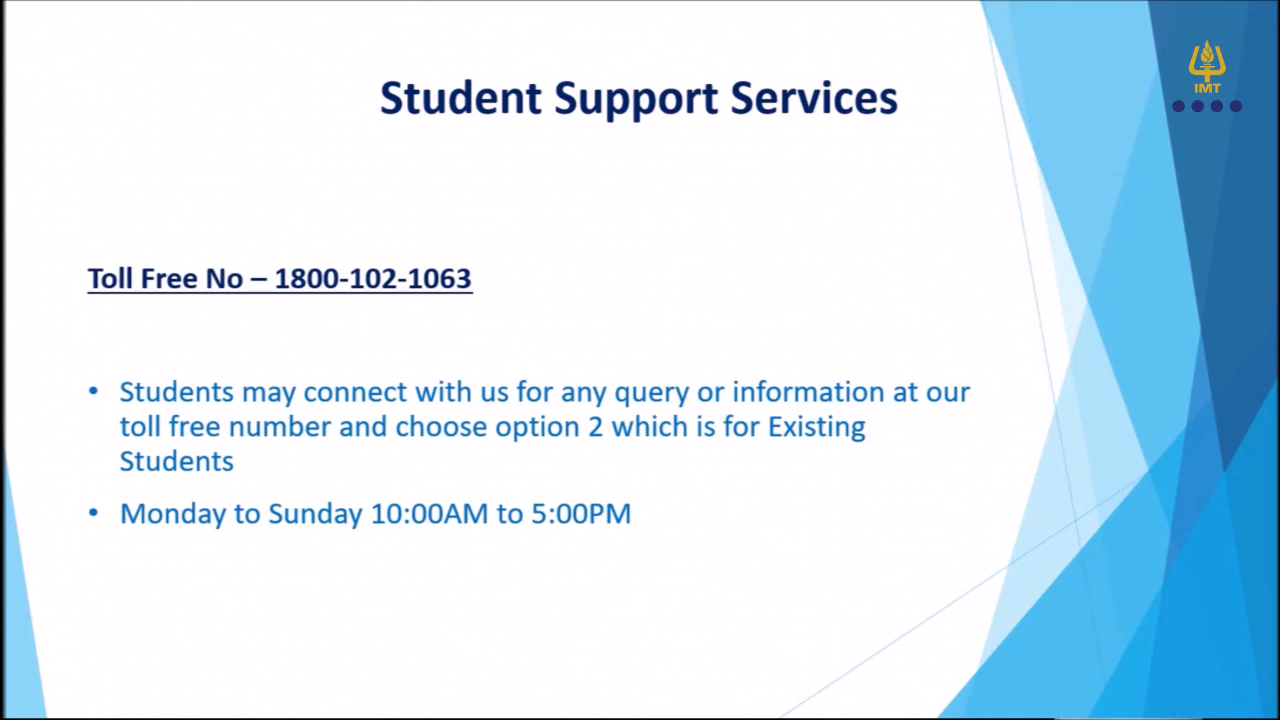 IMT
Student Support Services
Toll Free No – 1800-102-1063
• Students may connect with us for any query or information at our
toll free number and choose option 2 which is for Existing
Students
• Monday to Sunday 10:00AM to 5:00PM